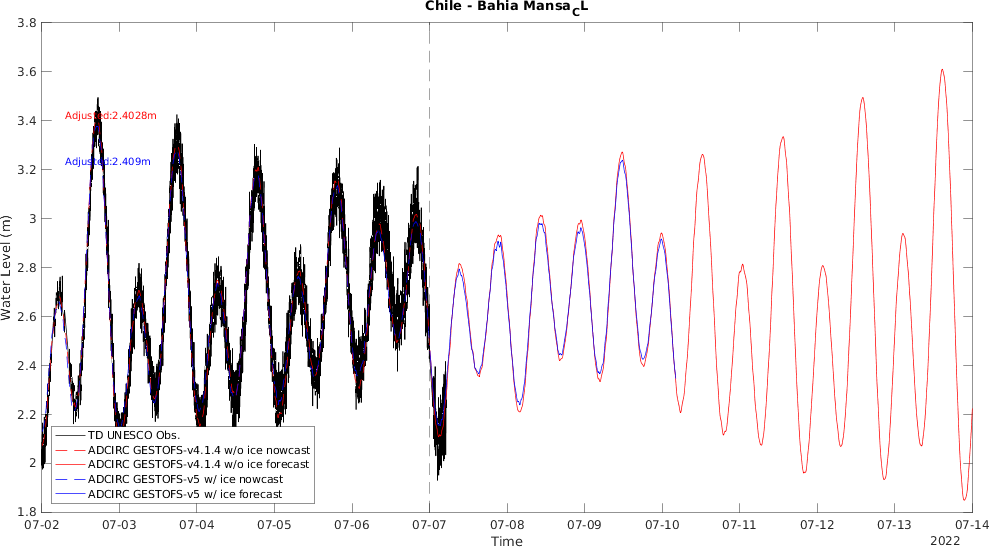 Chile - Bahia Mansa_CL
3.8
3.6
3.4
3.2
3
2.8
2.6
2.4
2.2
2
1.8
Water Level (m)
Adjusted:2.4028m
Adjusted:2.409m
TD UNESCO Obs.
ADCIRC GESTOFS-v4.1.4 w/o ice nowcast
ADCIRC GESTOFS-v4.1.4 w/o ice forecast
ADCIRC GESTOFS-v5 w/ ice nowcast
ADCIRC GESTOFS-v5 w/ ice forecast
07-02 07-03 07-04 07-05 07-06 07-07 07-08 07-09 07-10 07-11 07-12 07-13 07-14
Time
2022